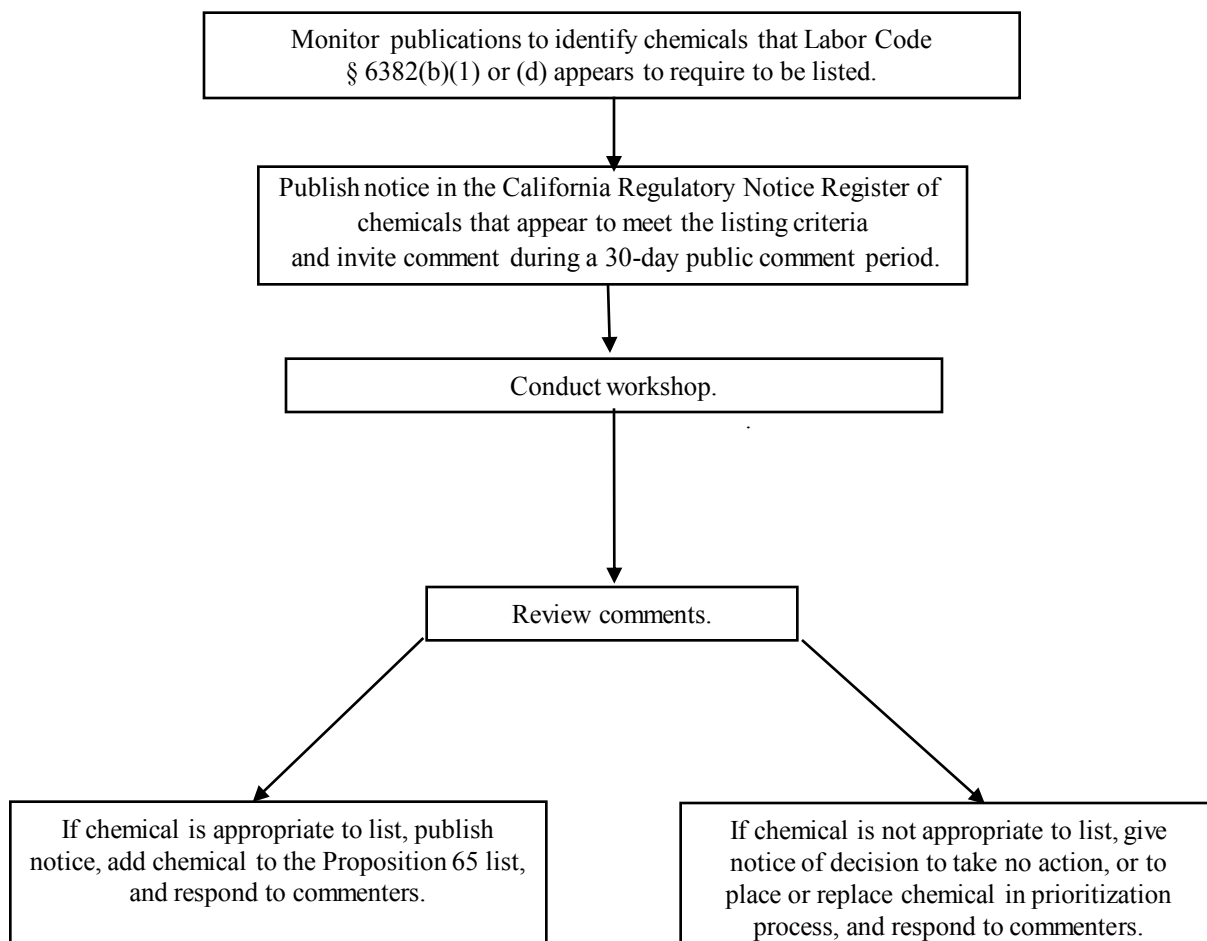 Monitor publications to identify chemicals that Labor Code
§ 6382(b)(1) or (d) appears to require to be listed.
Publish notice in the California Regulatory Notice Register of
chemicals that appear to meet the listing criteria
and invite comment during a 30-day public comment period.
Conduct workshop.
.
Review comments.
If chemical is appropriate to list, publish
notice, add chemical to the Proposition 65 list,
and respond to commenters.
If chemical is not appropriate to list, give
notice of decision to take no action, or to
place or replace chemical in prioritization
process, and respond to commenters.